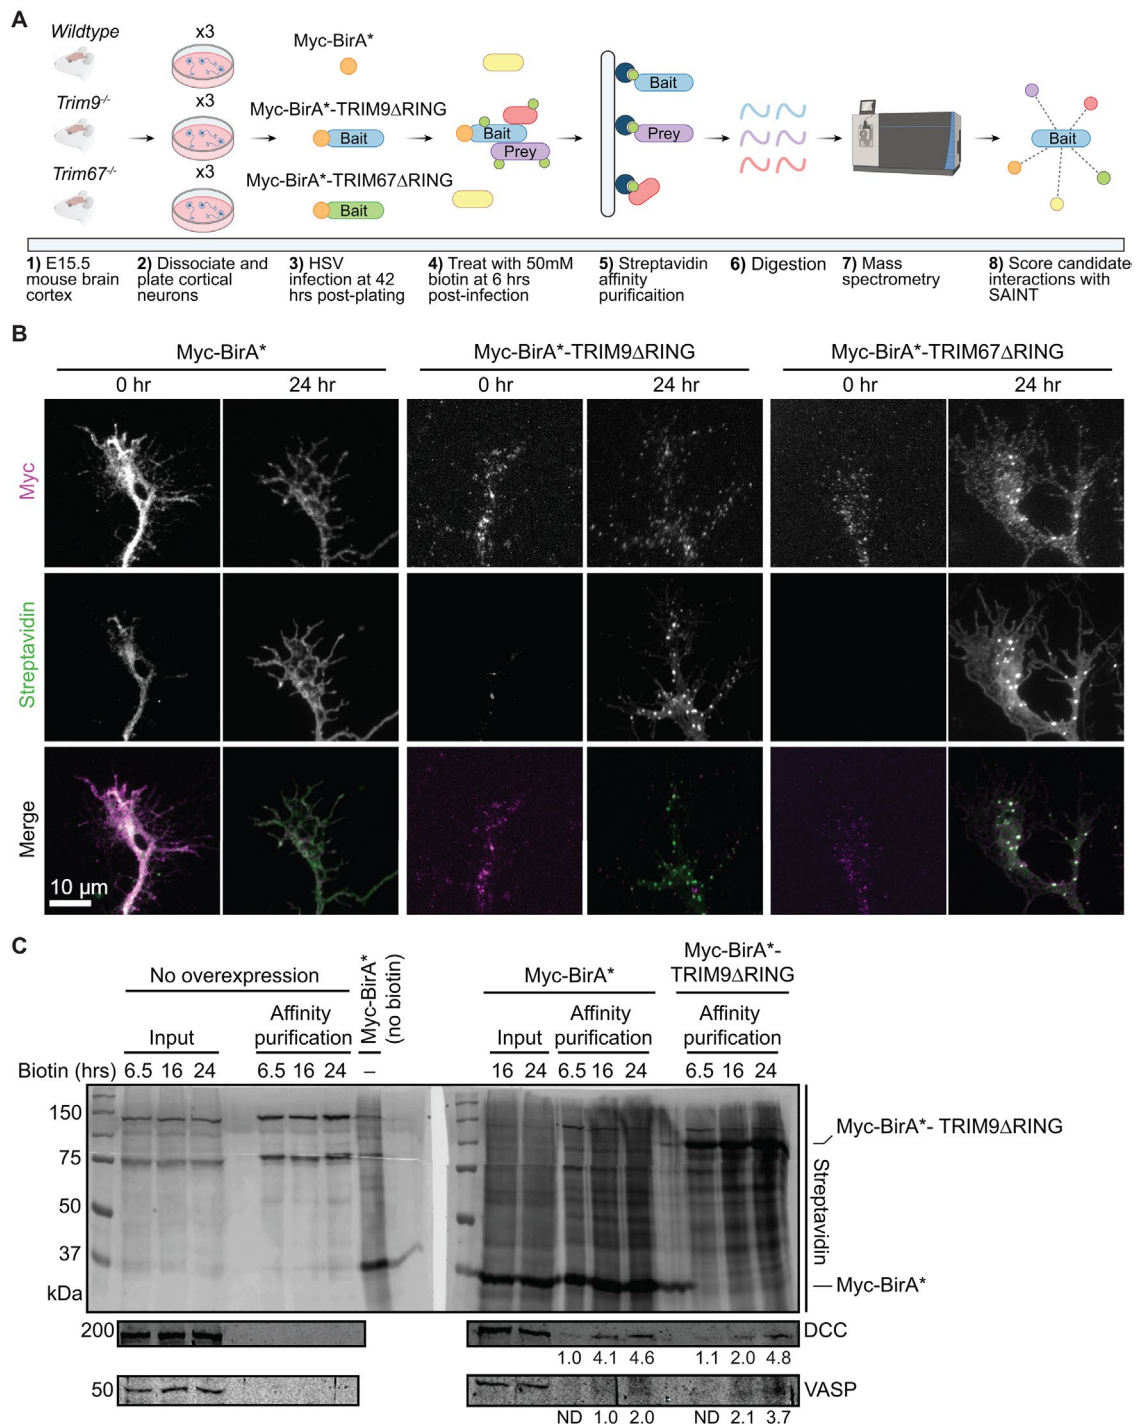 A
Wildtype
x3
Myc-BirA*
Trim9-/-
x3
Myc-BirA*-TRIM9ΔRING
Bait
Trim67-/-
x3
Myc-BirA*-TRIM67ΔRING
Bait
Bait
Prey
Bait
Prey
Bait
1) E15.5
mouse brain
cortex
2) Dissociate and
plate cortical
neurons
3) HSV
infection at 42
hrs post-plating
4) Treat with 50mM
biotin at 6 hrs
post-infection
5) Streptavidin
affinity
purificaition
6) Digestion
7) Mass
spectrometry
8) Score candidate
interactions with
SAINT
B
Myc-BirA*
Myc-BirA*-TRIM9ΔRING
Myc-BirA*-TRIM67ΔRING
0 hr
24 hr
0 hr
24 hr
0 hr
24 hr
Myc
Streptavidin
Merge
10 µm
C
No overexpression
Myc-BirA*
(no biotin)
Myc-BirA*
Myc-BirA*-
TRIM9ΔRING
Input
Affinity
purification
Input
Affinity
purification
Affinity
purification
Biotin (hrs) 6.5 16 24 6.5 16 24 – 16 24 6.5 16 24 6.5 16 24
150
75
50
37
kDa
Myc-BirA*- TRIM9ΔRING
Streptavidin
Myc-BirA*
200
DCC
1.0 4.1 4.6 1.1 2.0 4.8
50
VASP
ND 1.0 2.0 ND 2.1 3.7